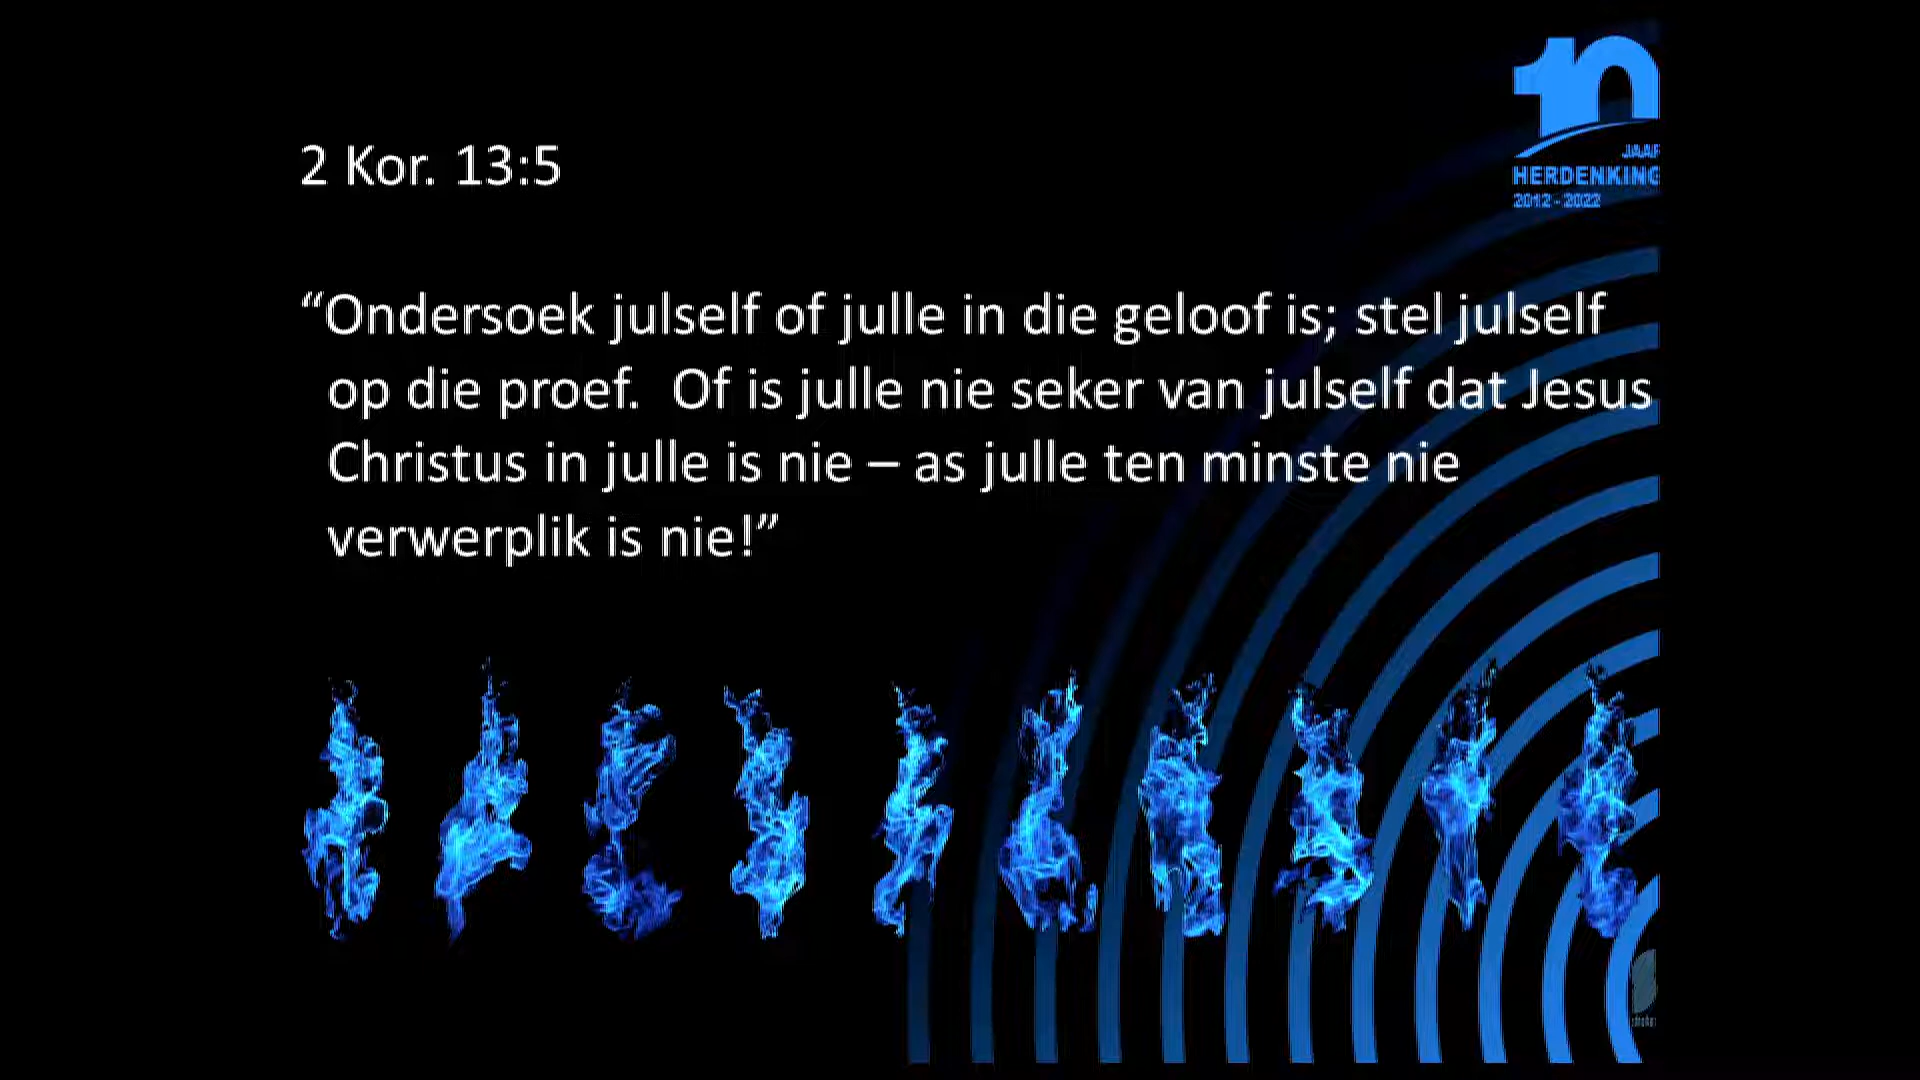 JAAR
HERDENKING
2012 - 2022
2 Kor. 13:5
“Ondersoek julself of julle in die geloof is; stel julself
op die proef.  Of is julle nie seker van julself dat Jesus
Christus in julle is nie – as julle ten minste nie
verwerplik is nie!”